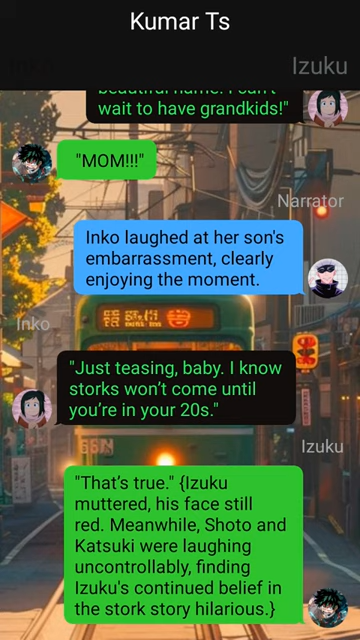 Kumar Ts
Izuku
wait to have grandkids!"
"MOM!!!"
Narrator
Inko laughed at her son's
embarrassment, clearly
enjoying the moment.
Inko
"Just teasing, baby. I know
storks won't come until
you're in your 20s."
Izuku
"That's true." {Izuku
muttered, his face still
red. Meanwhile, Shoto and
Katsuki were laughing
uncontrollably, finding
Izuku's continued belief in
the stork story hilarious.}